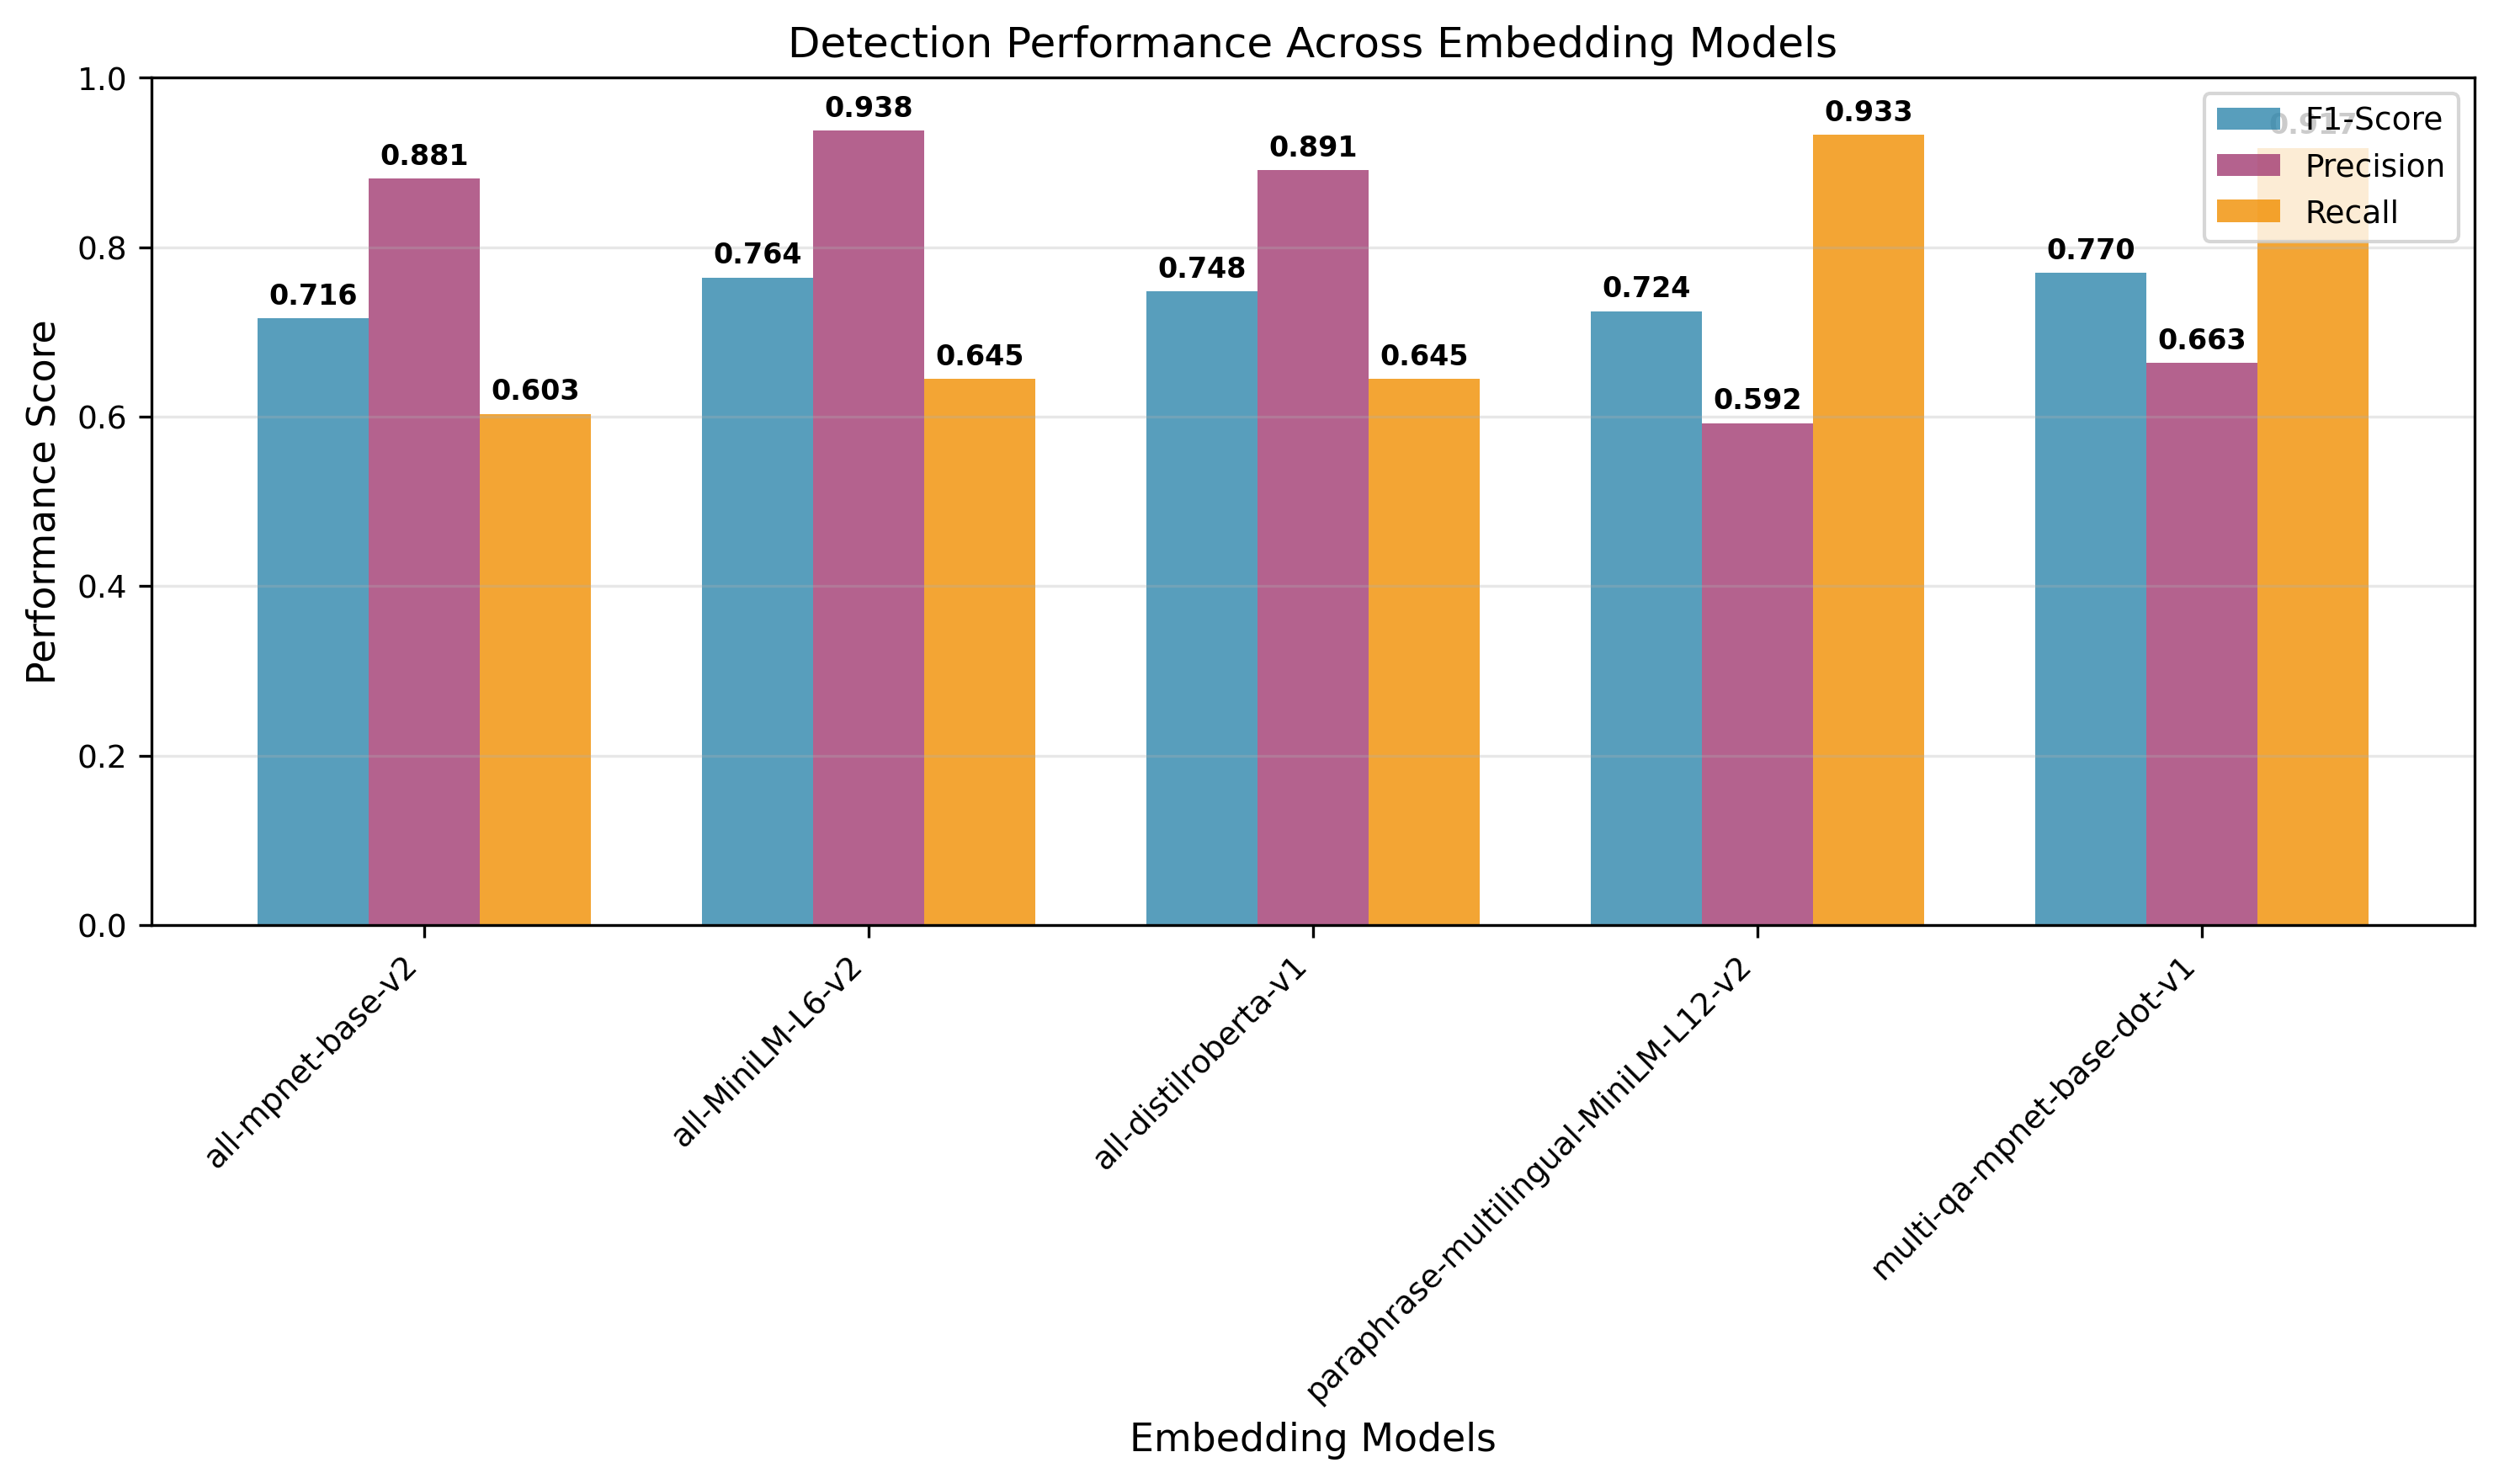 Detection Performance Across Embedding Models
Performance Score
1.0
0.8
0.6
0.4
0.2
0.0
0.716
0.881
0.603
0.764
0.938
0.645
0.748
0.891
0.645
0.724
0.592
0.933
0.770
0.663
0.917
F1-Score
Precision
Recall
all-mpnet-base-v2
all-MiniLM-L6-v2
all-distilroberta-v1
paraphrase-multilingual-MiniLM-L12-v2
multi-qa-mpnet-base-dot-v1
Embedding Models